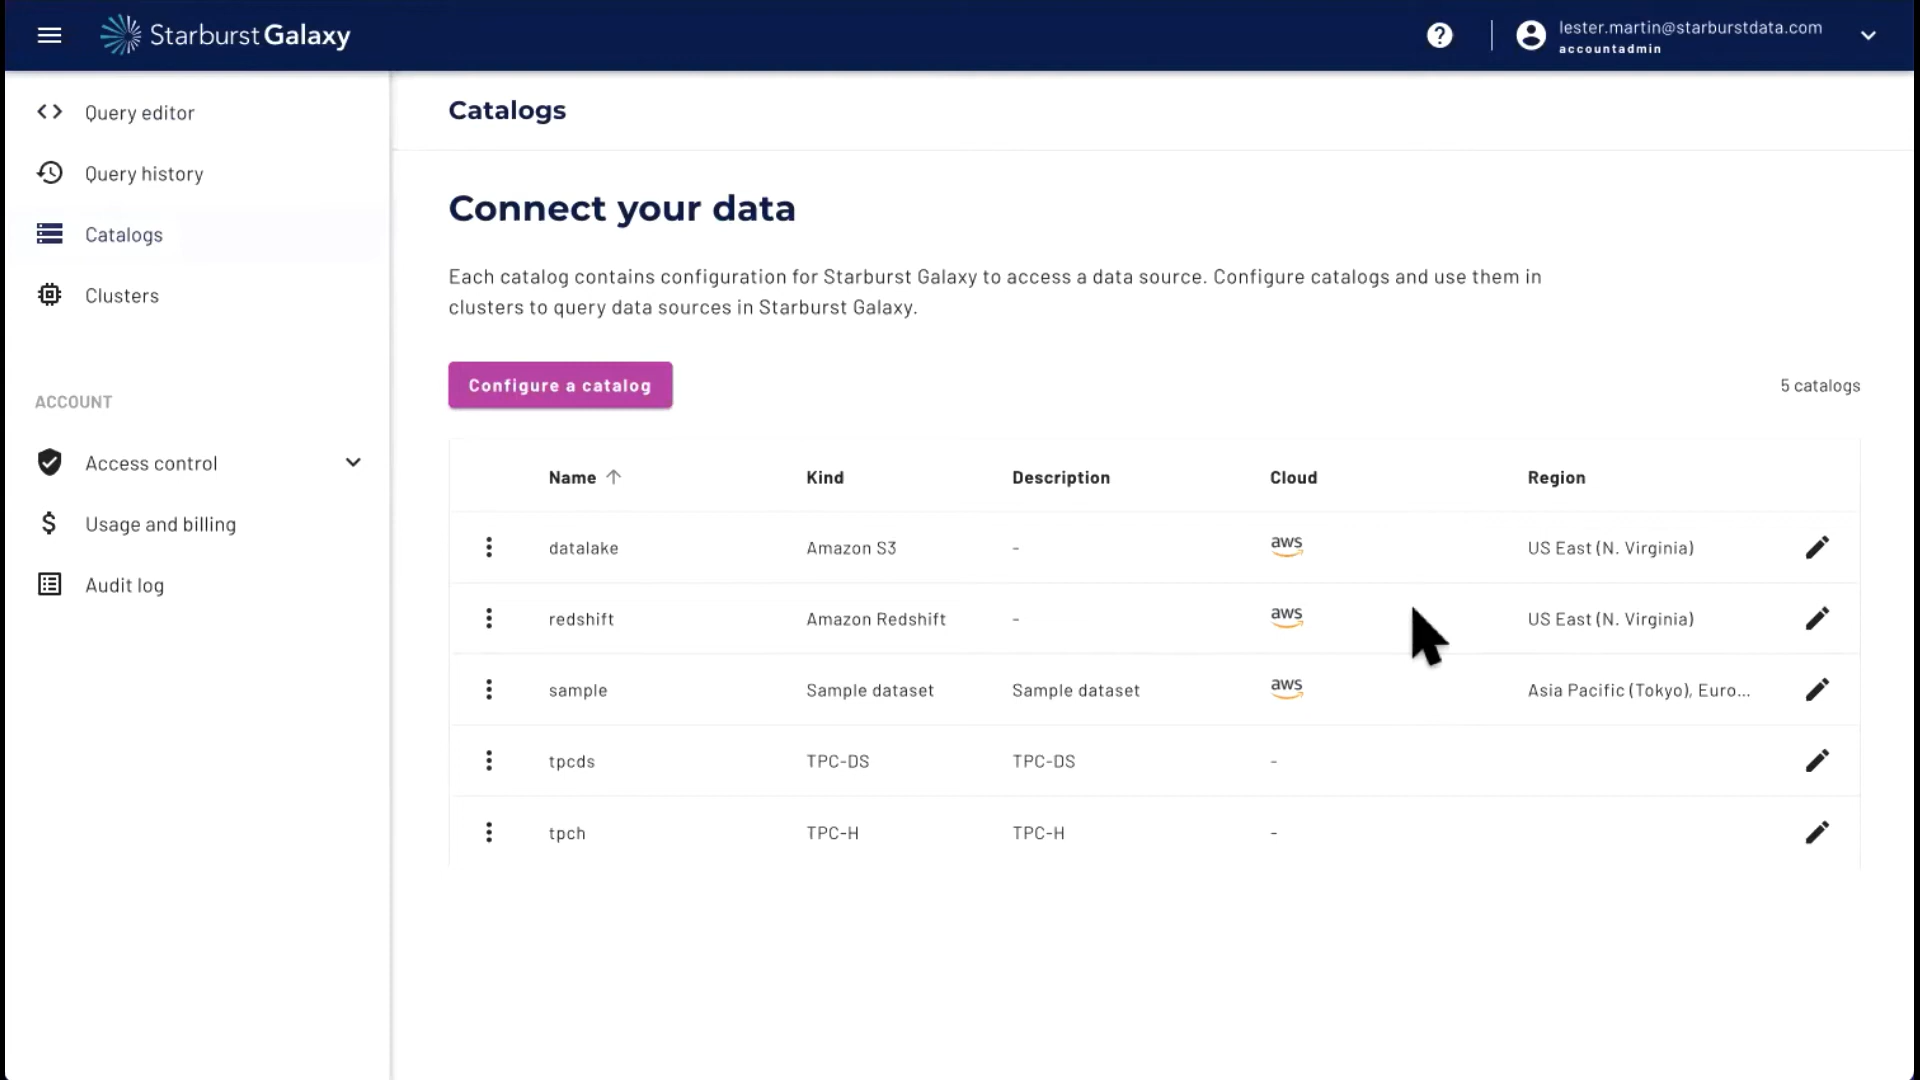 Starburst Galaxy
lester.martin@starburstdata.com
accountadmin
Query editor
Query history
Catalogs
Clusters
ACCOUNT
Access control
Usage and billing
Audit log
Catalogs
Connect your data
Each catalog contains configuration for Starburst Galaxy to access a data source. Configure catalogs and use them in
clusters to query data sources in Starburst Galaxy.
Configure a catalog
5 catalogs
Name Kind Description Cloud Region
datalake Amazon S3 - aws US East (N. Virginia)
redshift Amazon Redshift - aws US East (N. Virginia)
sample Sample dataset Sample dataset aws Asia Pacific (Tokyo), Euro...
tpcds TPC-DS TPC-DS -
tpch TPC-H TPC-H -